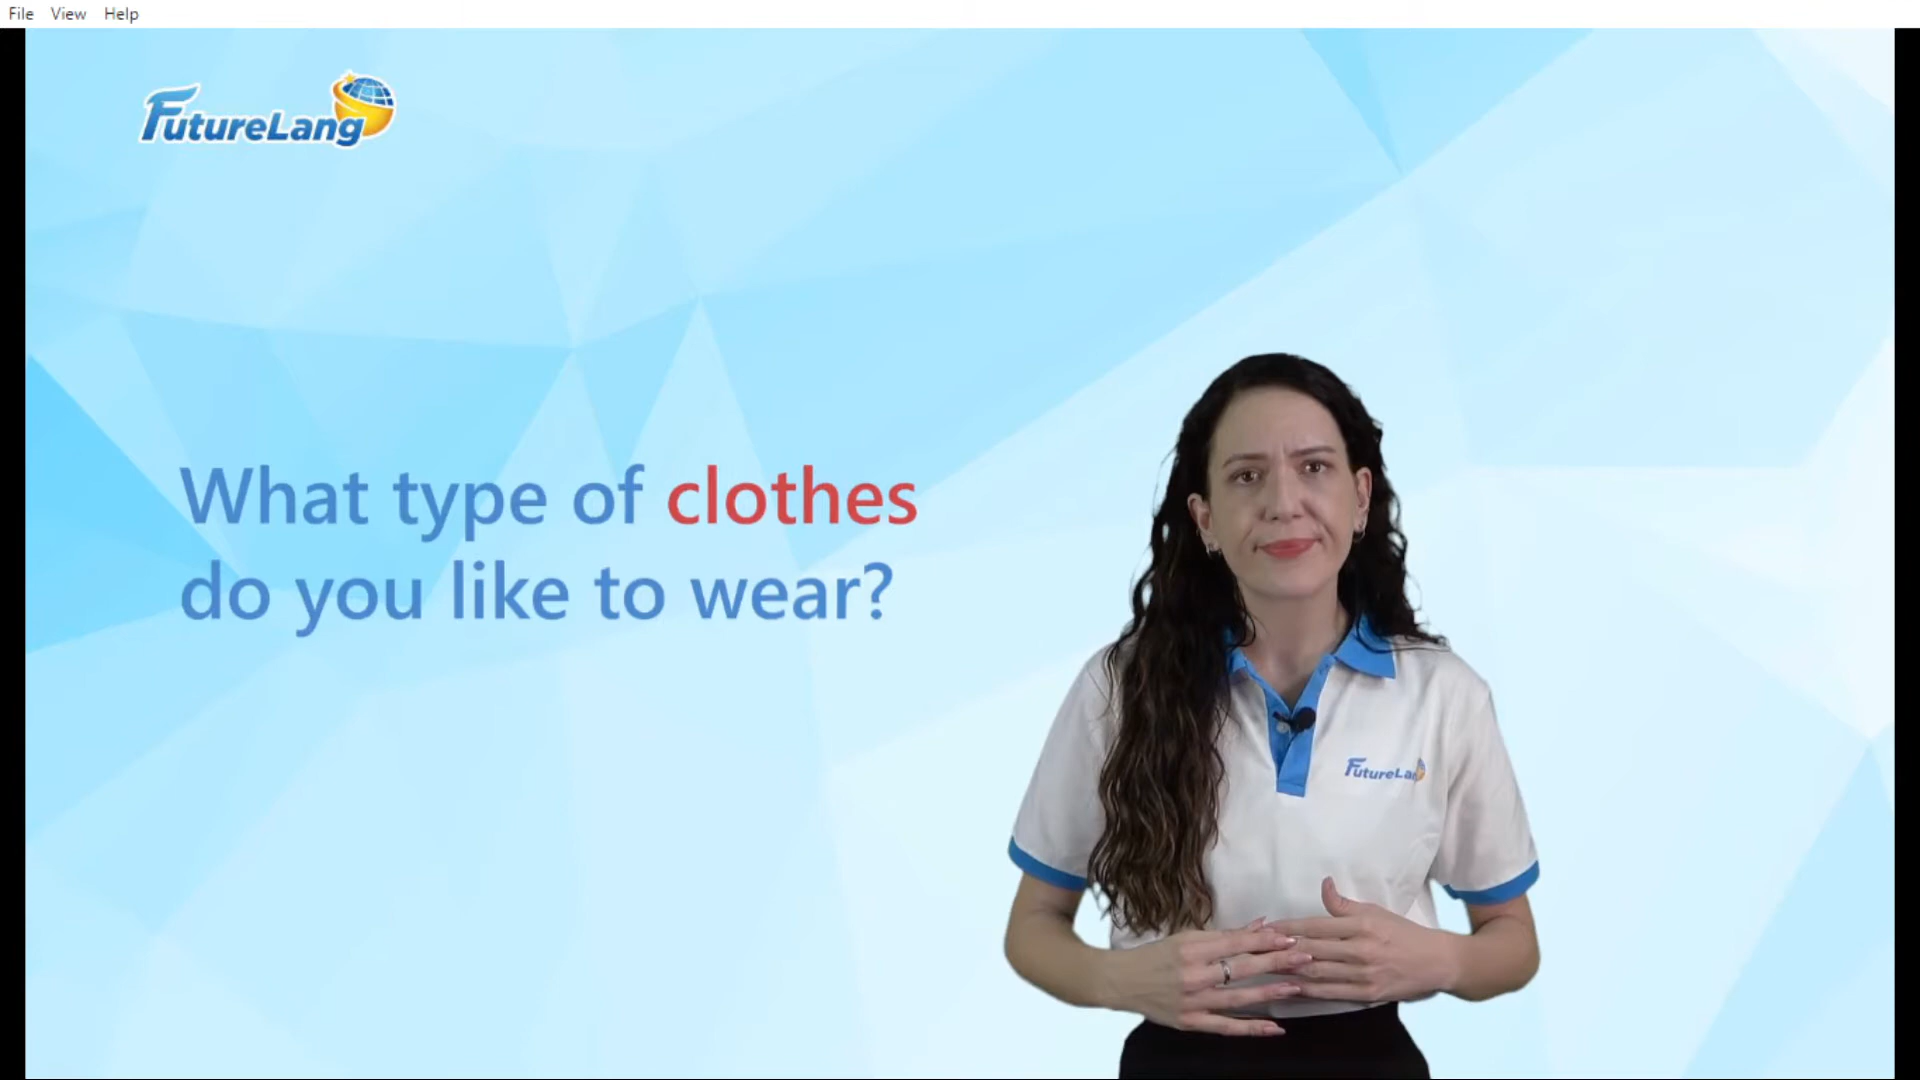 File View Help
FutureLang
What type of clothes
do you like to wear?
FutureLang